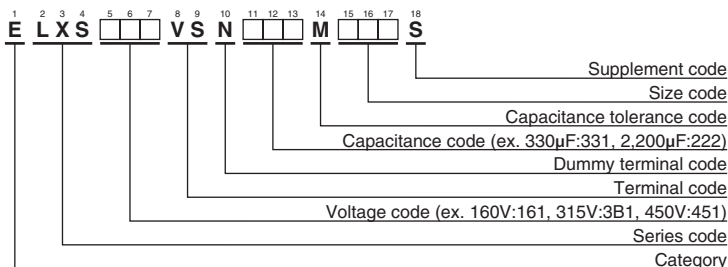 1 2 3 4 5 6 7 8 9 10 11 12 13 14 15 16 17 18
E L X S □□□ V S N □□□ M □□□ S
Supplement code
Size code
Capacitance tolerance code
Capacitance code (ex. 330µF:331, 2,200µF:222)
Dummy terminal code
Terminal code
Voltage code (ex. 160V:161, 315V:3B1, 450V:451)
Series code
Category